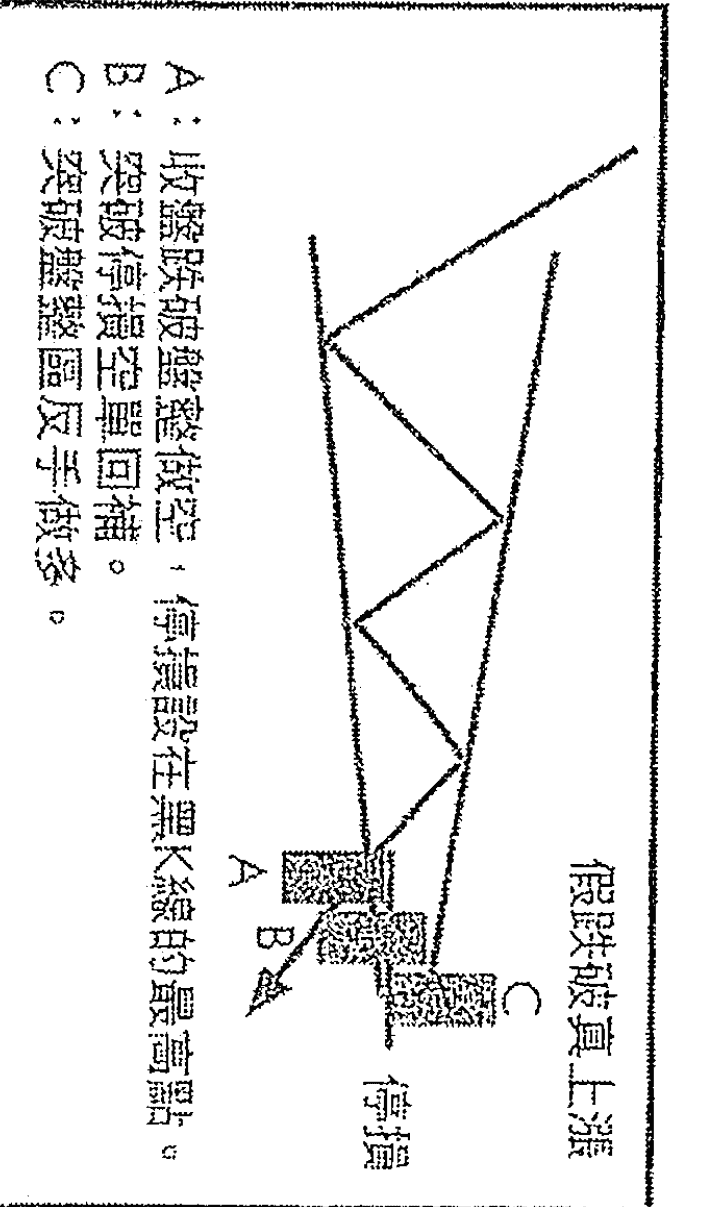 假跌破真上漲
C
停損
B
A
A：收盤跌破盤整做空，停損設在黑K線的最高點。
B：突破停損空單回補。
C：突破盤整區反手做多。